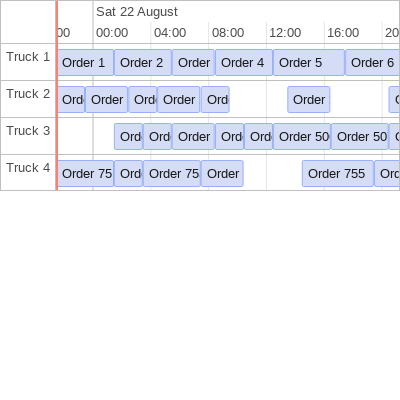 Sat 22 August
00 00:00 04:00 08:00 12:00 16:00 20
Truck 1 Order 1 Order 2 Order Order 4 Order 5 Order 6
Truck 2 Ord Order Ord Order Ord Order
Truck 3 Ord Ord Order Ord Ord Order 50 Order 50
Truck 4 Order 75 Ord Order 75 Order Order 755 Ord